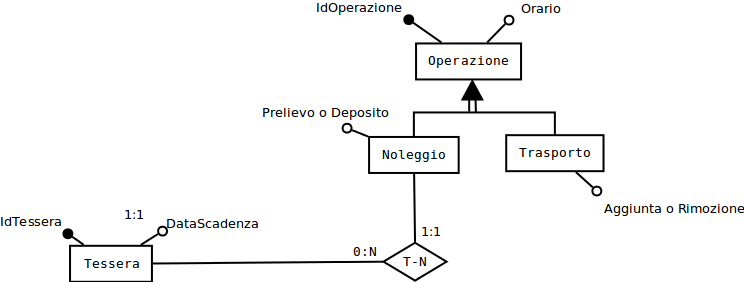 IdOperazione
Orario
Operazione
Prelievo o Deposito
Noleggio
Trasporto
Aggiunta o Rimozione
IdTessera
1:1
DataScadenza
1:1
Tessera
0:N
T-N